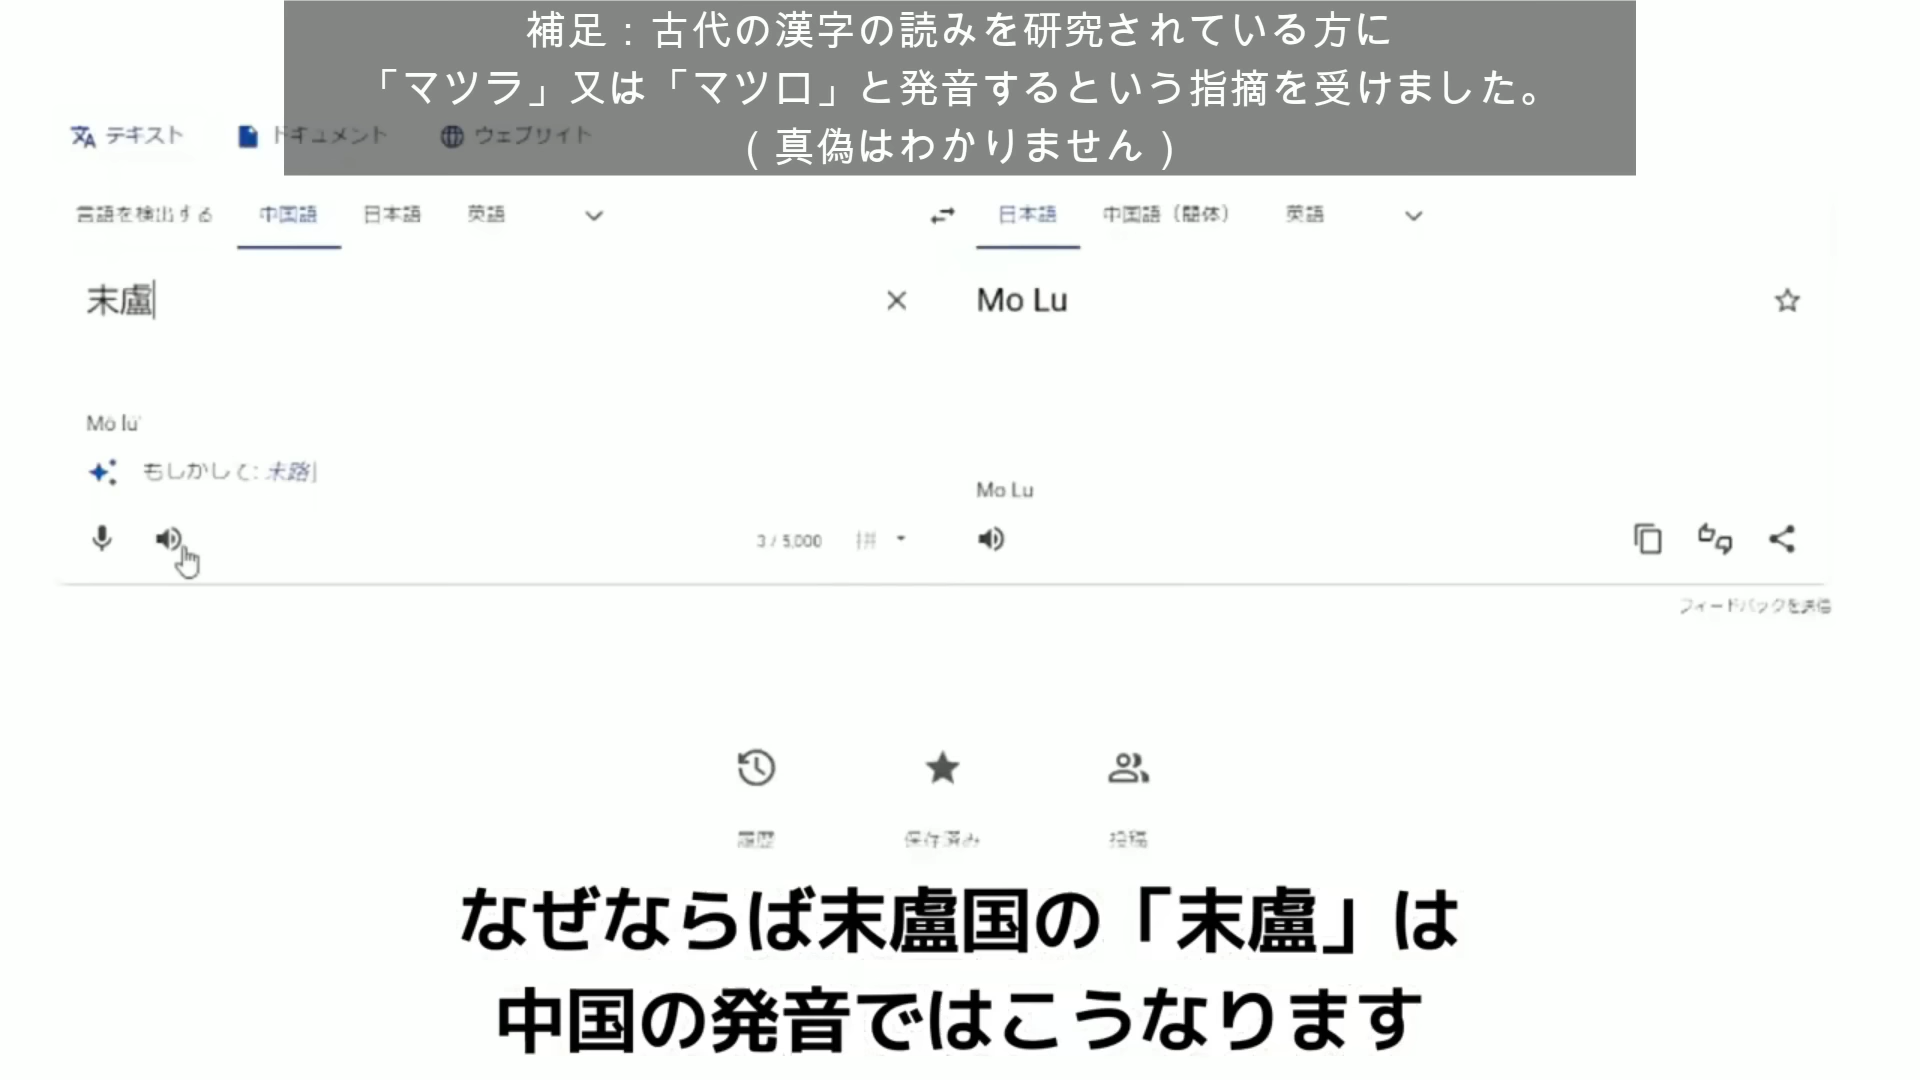 補足：古代の漢字の読みを研究されている方に
「マツラ」又は「マツロ」と発音するという指摘を受けました。
（真偽はわかりません）
テキスト
ドキュメント
ウェブサイト
言語を検出する 中国語 日本語 英語
日本語 中国語（簡体） 英語
末盧
Mo Lu
Mò lú
もしかして: 末路
Mo Lu
3 / 5,000 拼
フィードバックを送信
履歴
保存済み
投稿
なぜならば末盧国の「末盧」は
中国の発音ではこうなります